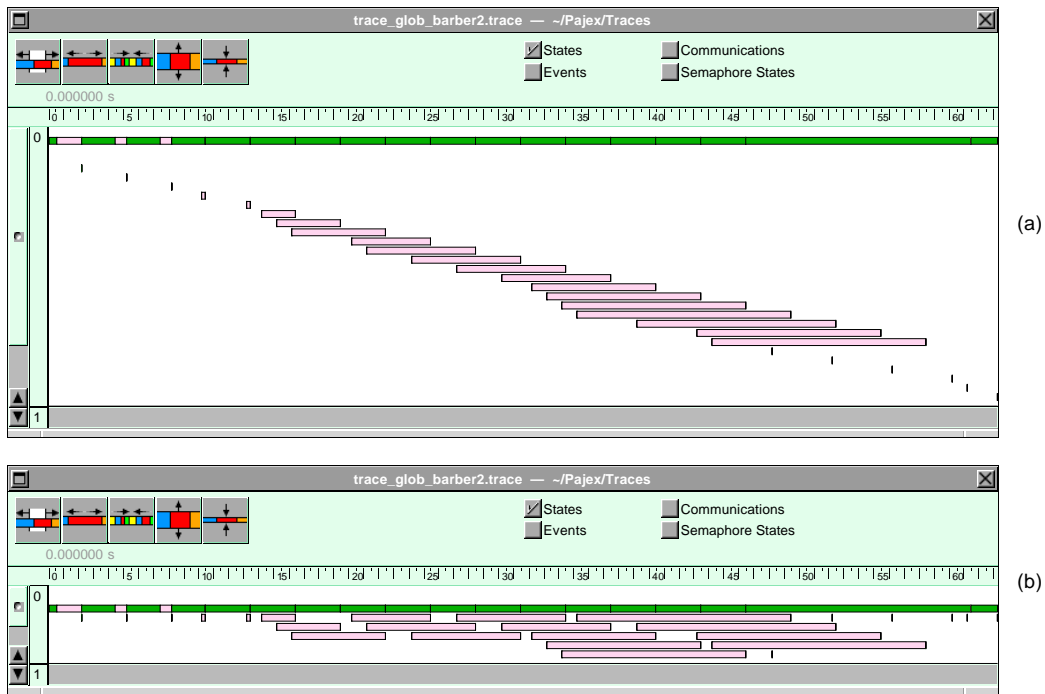 trace_glob_barber2.trace — ~/Pajex/Traces
States Communications
Events Semaphore States
0.000000 s
0 5 10 15 20 25 30 35 40 45 50 55 60
0
(a)
1
trace_glob_barber2.trace — ~/Pajex/Traces
States Communications
Events Semaphore States
0.000000 s
0 5 10 15 20 25 30 35 40 45 50 55 60
(b)
0
1